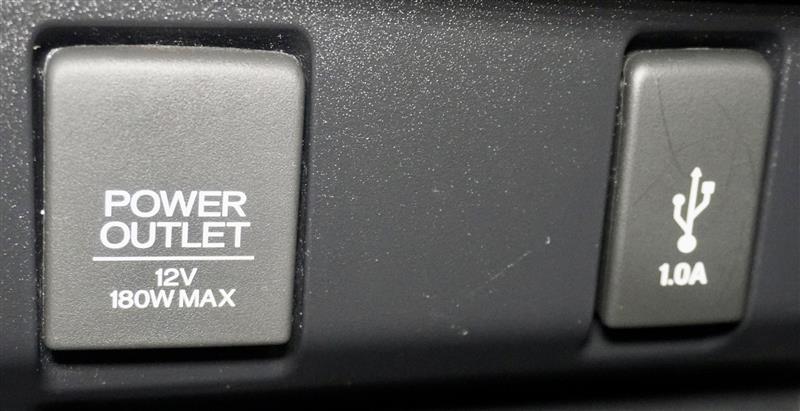 POWER
OUTLET
12V
180W MAX
1.0A